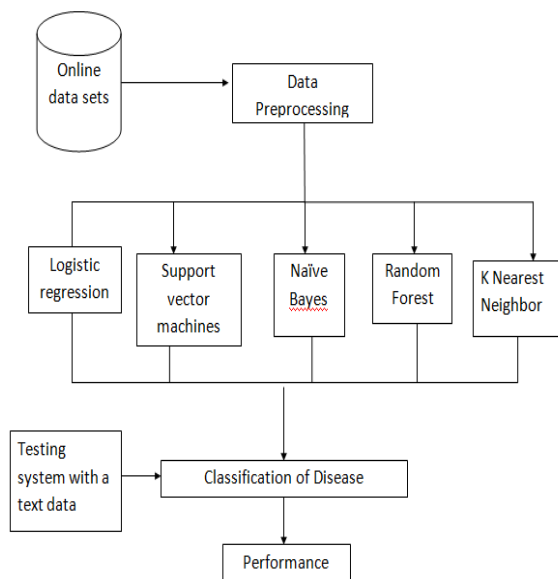 Online
data sets
Data
Preprocessing
Logistic
regression
Support
vector
machines
Naïve
Bayes
Random
Forest
K Nearest
Neighbor
Testing
system with a
text data
Classification of Disease
Performance